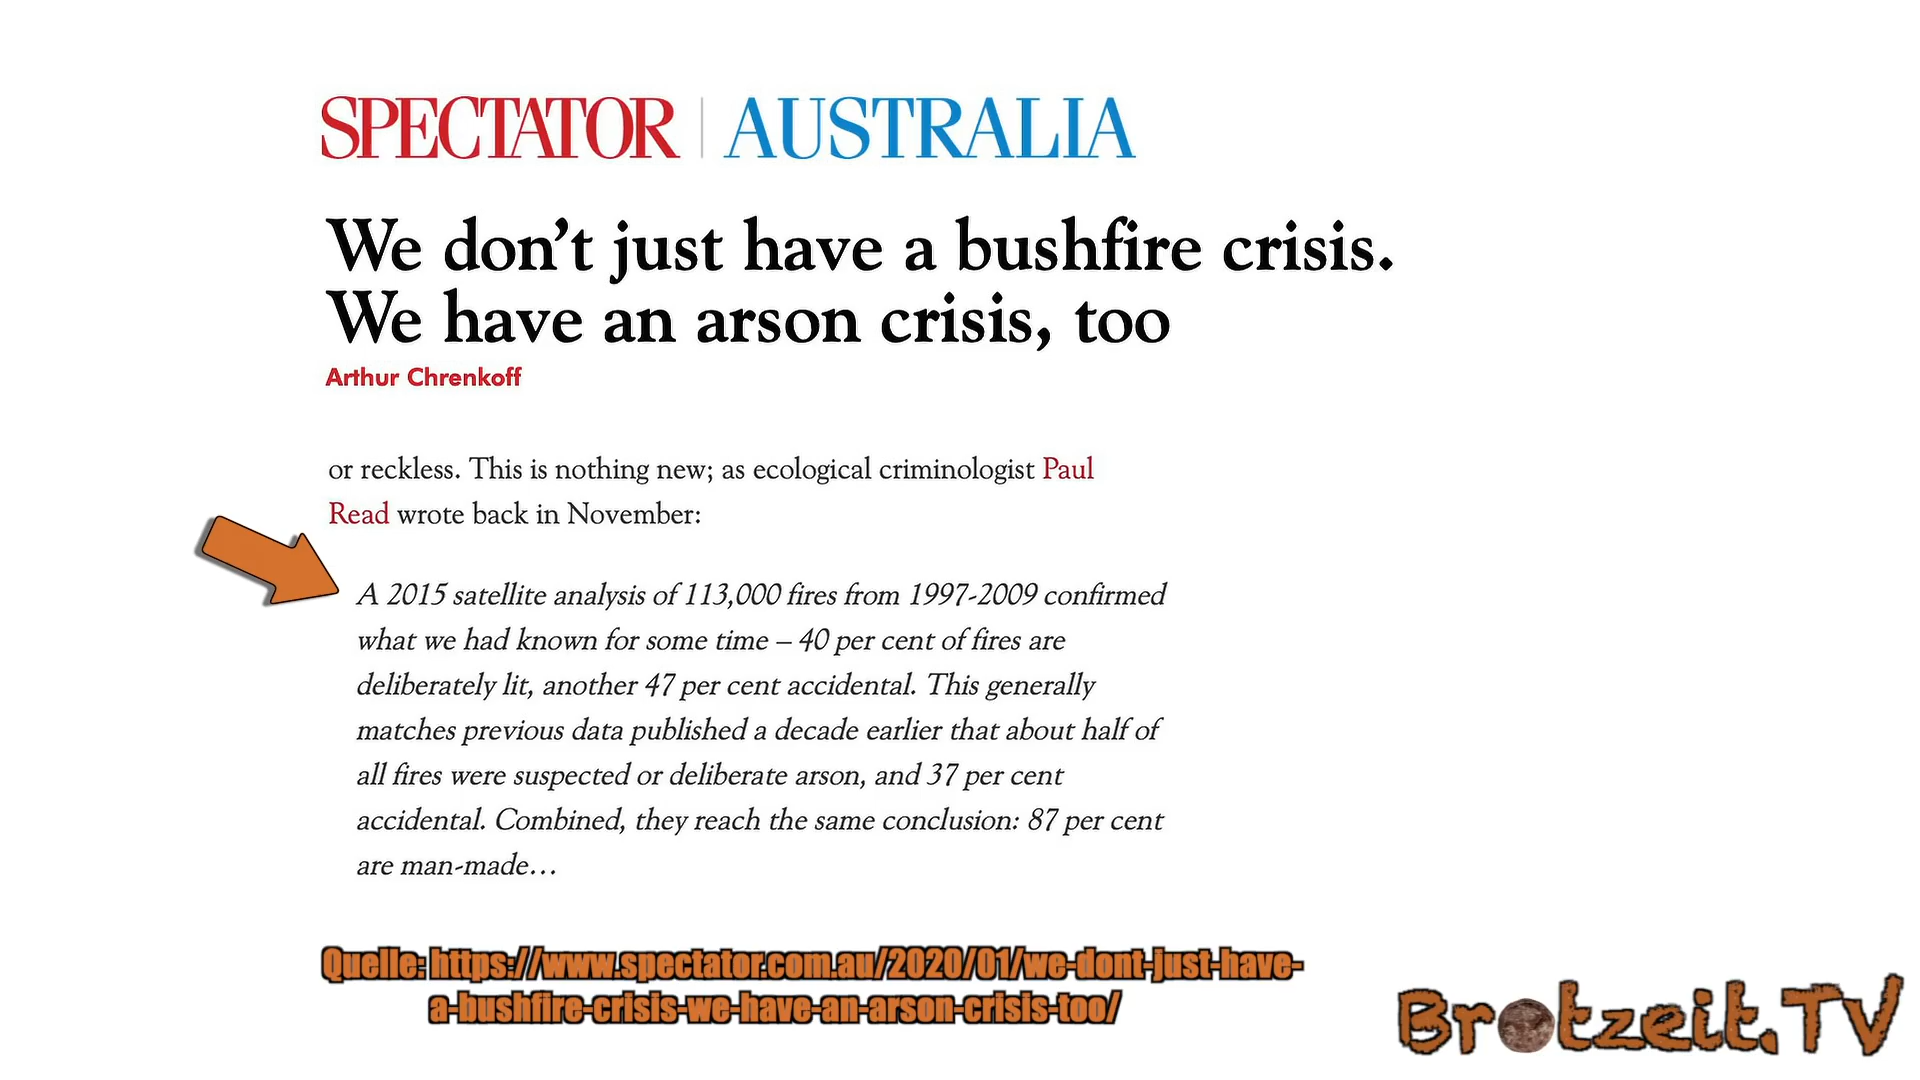 SPECTATOR | AUSTRALIA
We don’t just have a bushfire crisis.
We have an arson crisis, too
Arthur Chrenkoff
or reckless. This is nothing new; as ecological criminologist Paul
Read wrote back in November:
A 2015 satellite analysis of 113,000 fires from 1997-2009 confirmed
what we had known for some time – 40 per cent of fires are
deliberately lit, another 47 per cent accidental. This generally
matches previous data published a decade earlier that about half of
all fires were suspected or deliberate arson, and 37 per cent
accidental. Combined, they reach the same conclusion: 87 per cent
are man-made…
Quelle: https://www.spectator.com.au/2020/01/we-dont-just-have-
a-bushfire-crisis-we-have-an-arson-crisis-too/
Brotzeit.TV